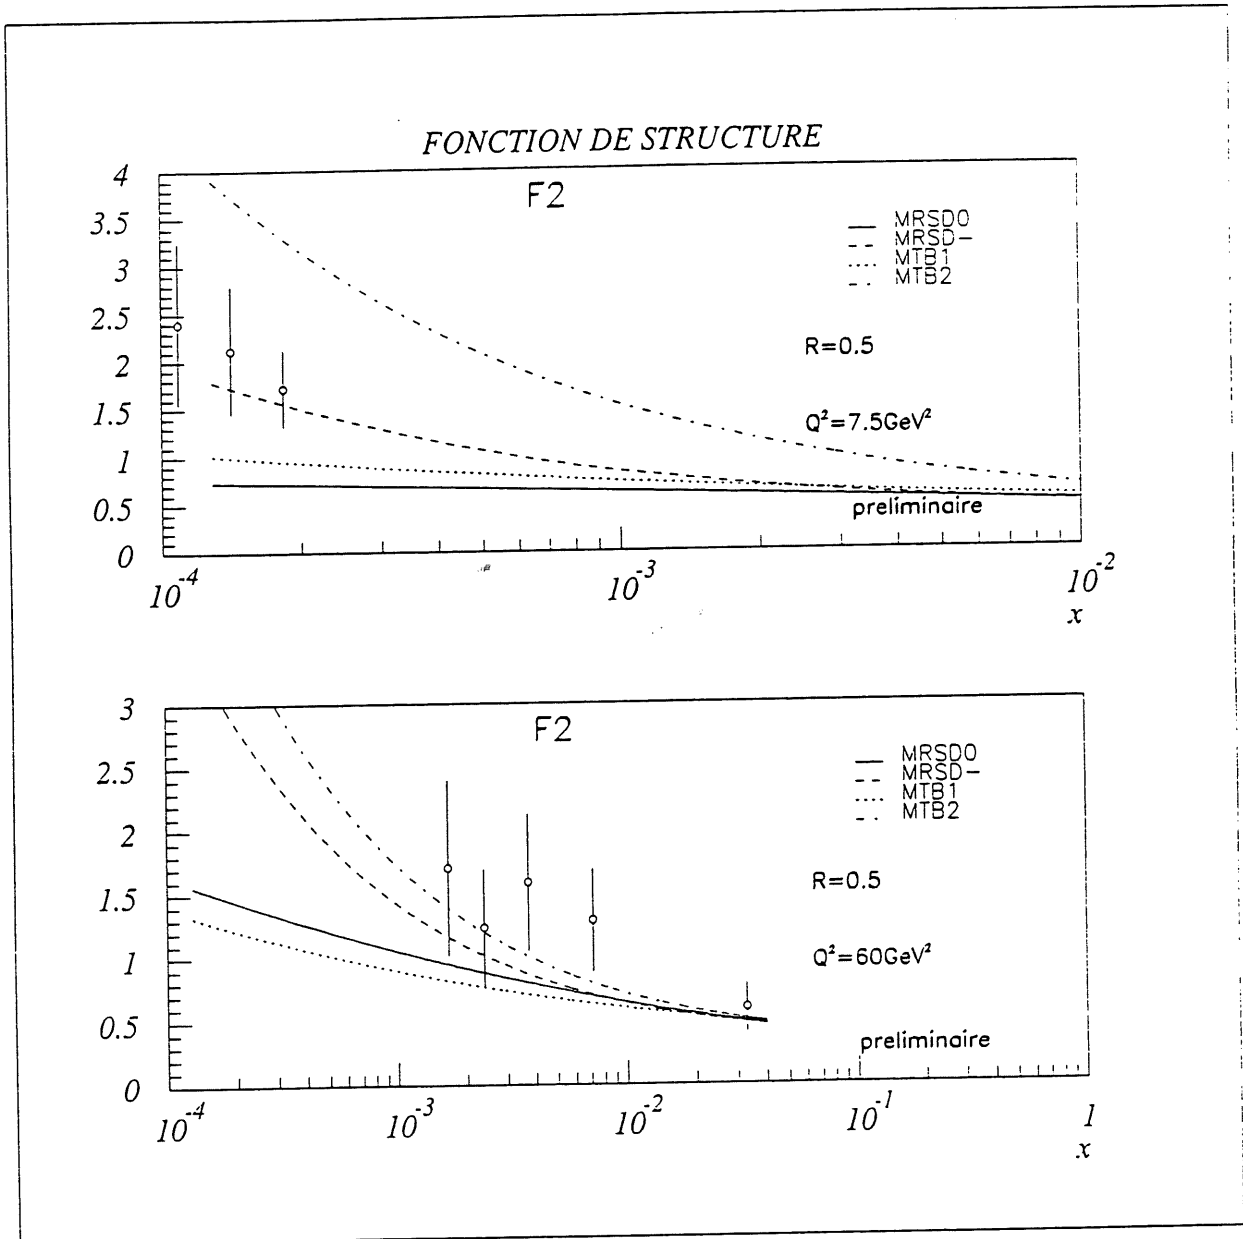 FONCTION DE STRUCTURE
F2
4
3.5
3
2.5
2
1.5
1
0.5
0
MRSD0
MRSD-
MTB1
MTB2
R=0.5
Q²=7.5GeV²
preliminaire
10⁻⁴
10⁻³
10⁻²
x
F2
3
2.5
2
1.5
1
0.5
0
MRSD0
MRSD-
MTB1
MTB2
R=0.5
Q²=60GeV²
preliminaire
10⁻⁴
10⁻³
10⁻²
10⁻¹
1
x